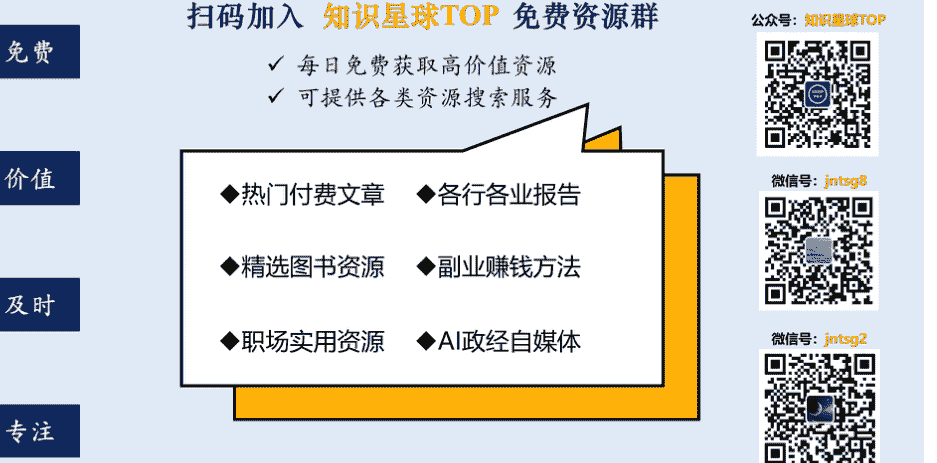 扫码加入 知识星球TOP 免费资源群
✓ 每日免费获取高价值资源
✓ 可提供各类资源搜索服务
免费
价值
及时
专注
◆热门付费文章 ◆各行各业报告
◆精选图书资源 ◆副业赚钱方法
◆职场实用资源 ◆AI政经自媒体
公众号：知识星球TOP
微信号：jntsg8
微信号：jntsg2